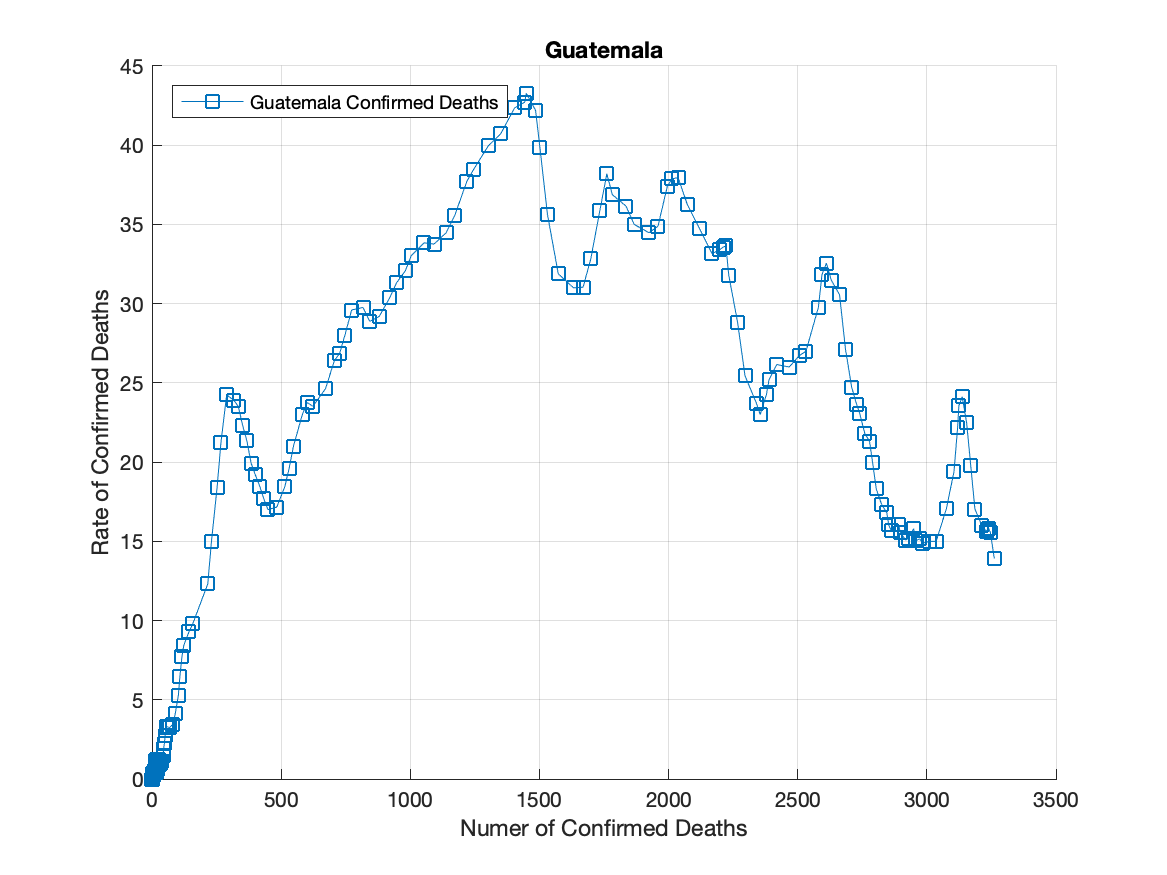 Guatemala
Guatemala Confirmed Deaths
45
40
35
30
25
20
15
10
5
0
Rate of Confirmed Deaths
0 500 1000 1500 2000 2500 3000 3500
Numer of Confirmed Deaths